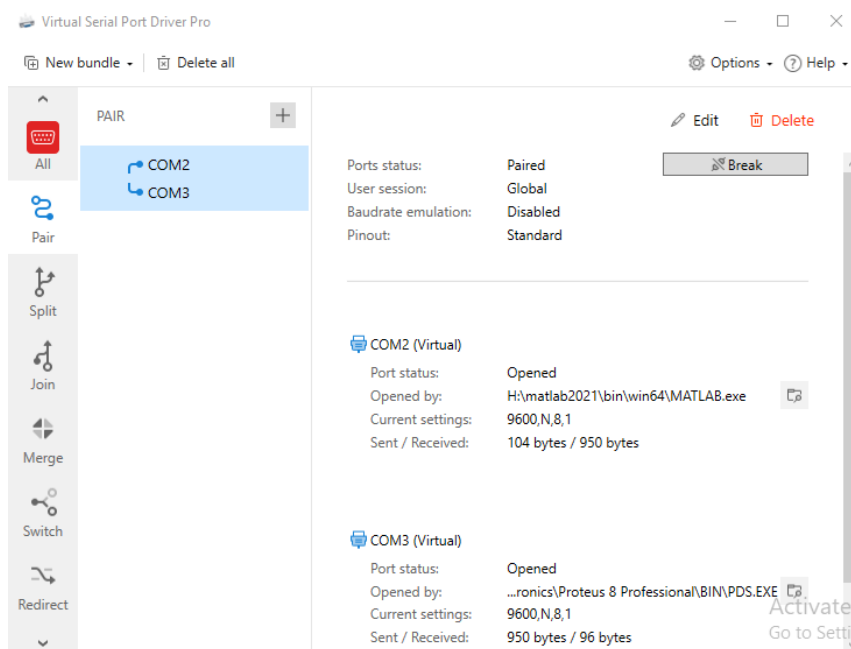 Virtual Serial Port Driver Pro
New bundle Delete all Options Help
PAIR
Edit Delete
All
COM2
COM3
Ports status: Paired Break
User session: Global
Baudrate emulation: Disabled
Pinout: Standard
Pair
Split
Join
Merge
Switch
Redirect
COM2 (Virtual)
Port status: Opened
Opened by: H:\matlab2021\bin\win64\MATLAB.exe
Current settings: 9600,N,8,1
Sent / Received: 104 bytes / 950 bytes
COM3 (Virtual)
Port status: Opened
Opened by: ...ronics\Proteus 8 Professional\BIN\PDS.EXE
Current settings: 9600,N,8,1
Sent / Received: 950 bytes / 96 bytes
Activate
Go to Setti